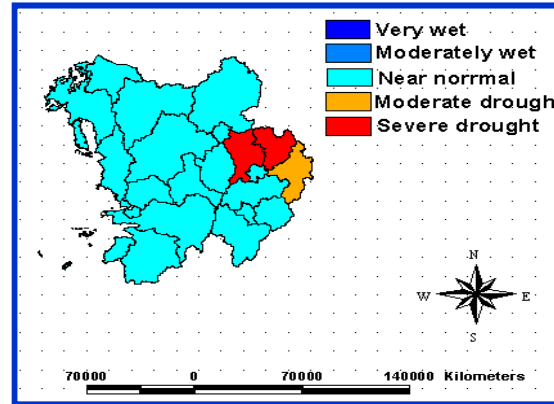 Very wet
Moderately wet
Near norrmal
Moderate drough
Severe drought
N
W E
S
70000 0 70000 140000 Kilometers